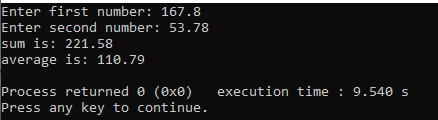 Enter first number: 167.8
Enter second number: 53.78
sum is: 221.58
average is: 110.79
Process returned 0 (0x0)   execution time : 9.540 s
Press any key to continue.